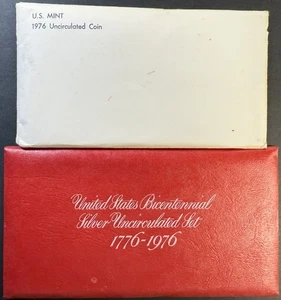 U.S. MINT
1976 Uncirculated Coin
United States Bicentennial
Silver Uncirculated Set
1776-1976